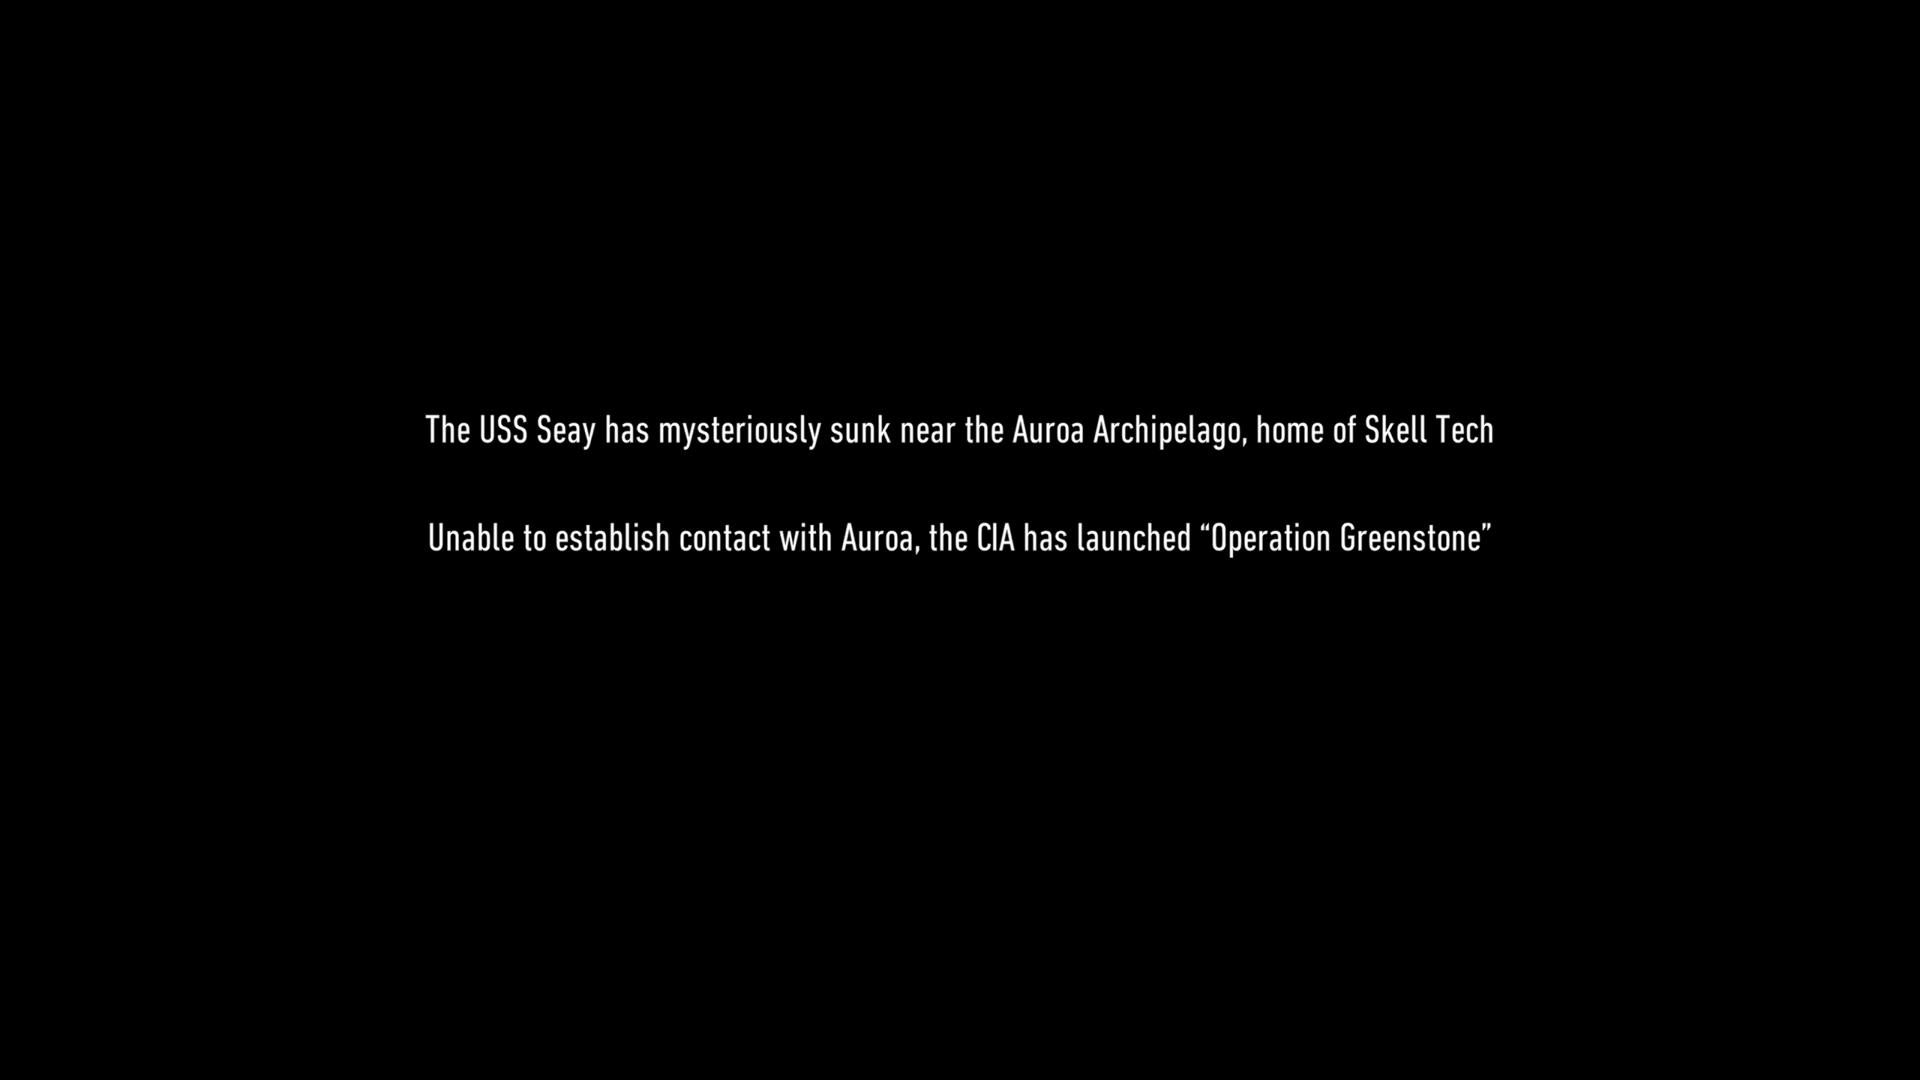 The USS Seay has mysteriously sunk near the Auroa Archipelago, home of Skell Tech
Unable to establish contact with Auroa, the CIA has launched “Operation Greenstone”